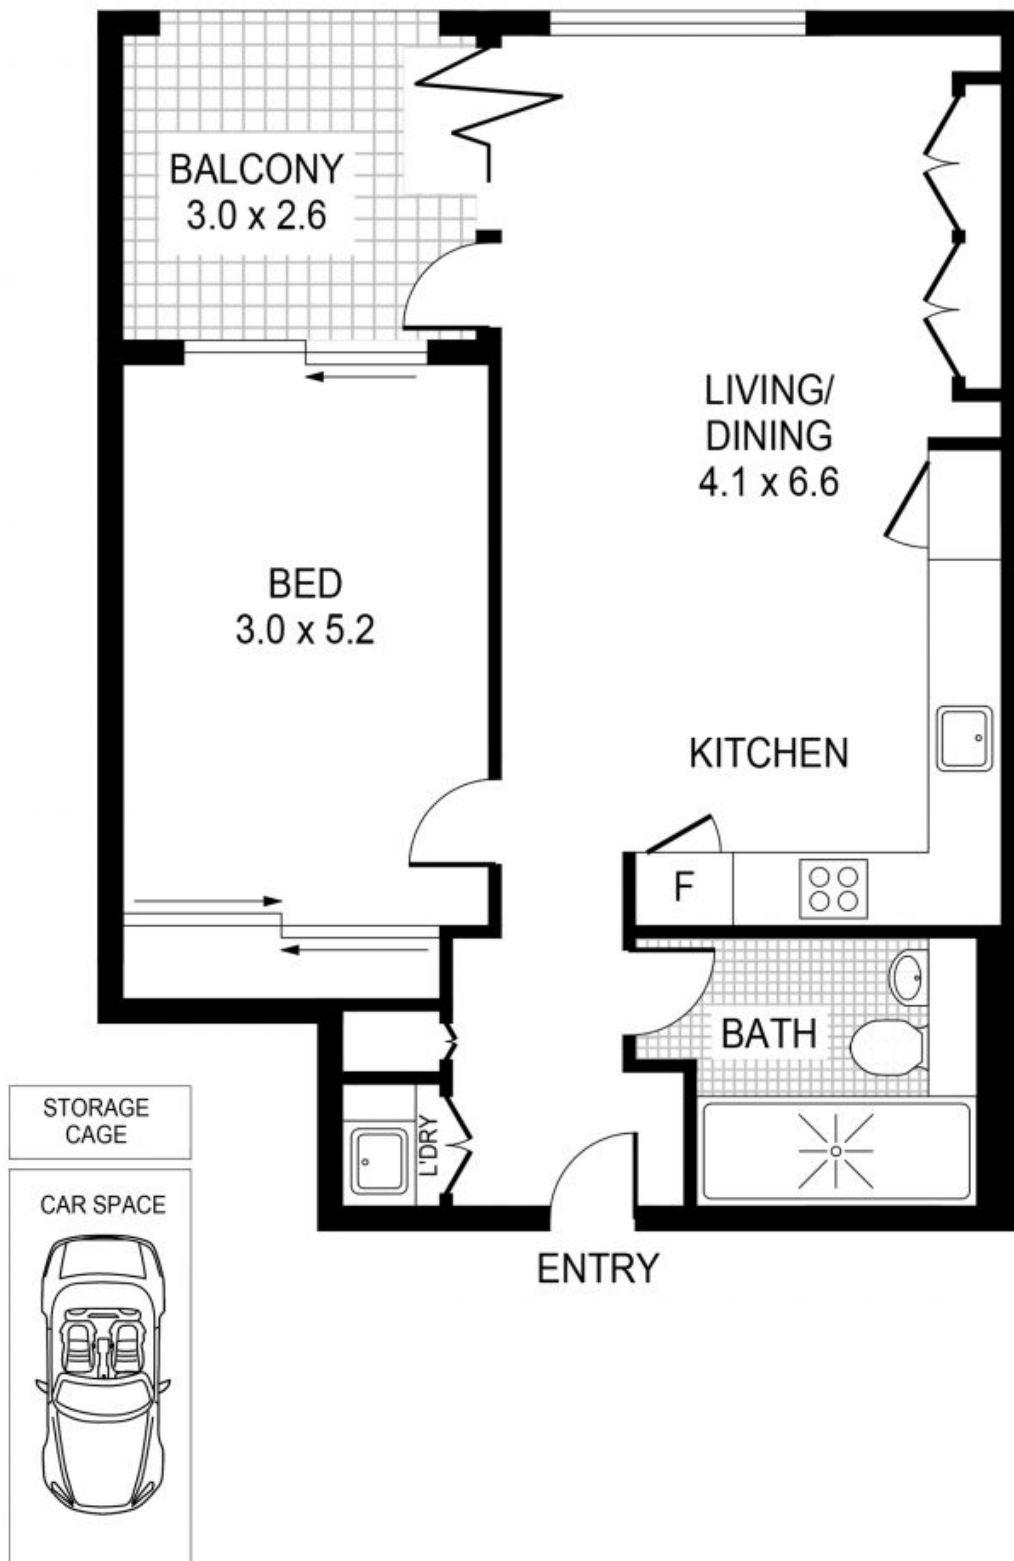 BALCONY
3.0 x 2.6
LIVING/
DINING
4.1 x 6.6
BED
3.0 x 5.2
KITCHEN
F
BATH
L'DRY
STORAGE
CAGE
CAR SPACE
ENTRY